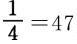 1/4 = 47